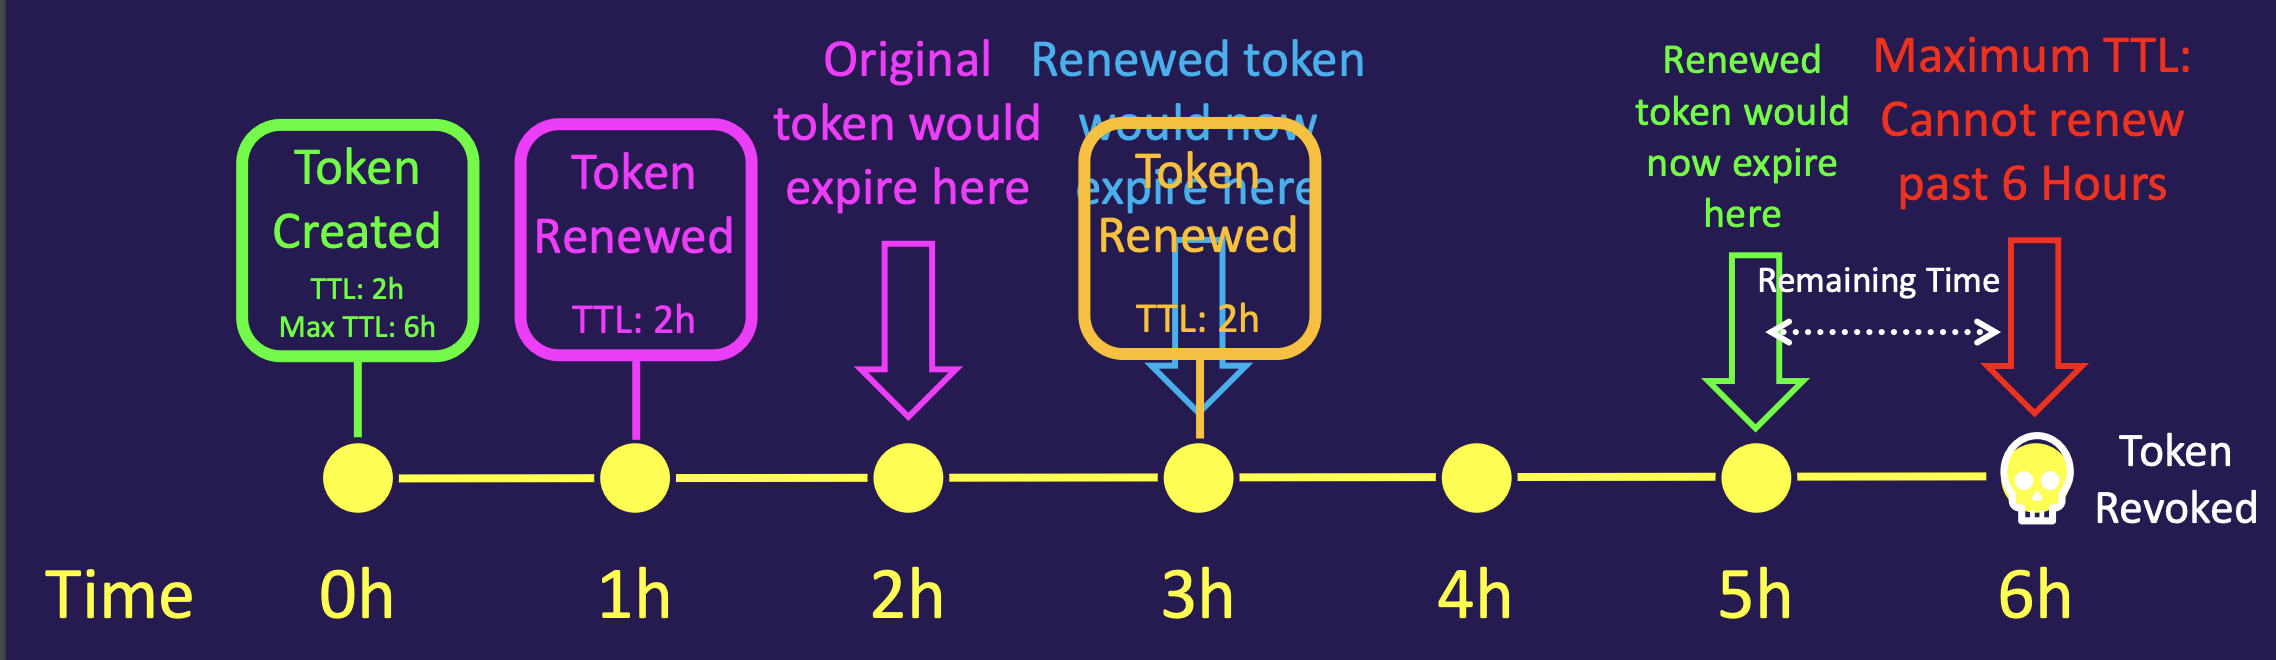 Token
Created
TTL: 2h
Max TTL: 6h
Token
Renewed
TTL: 2h
Original
token would
expire here
Renewed token
would now
expire here
Token
Renewed
TTL: 2h
Renewed
token would
now expire
here
Remaining Time
Maximum TTL:
Cannot renew
past 6 Hours
Token
Revoked
Time 0h 1h 2h 3h 4h 5h 6h